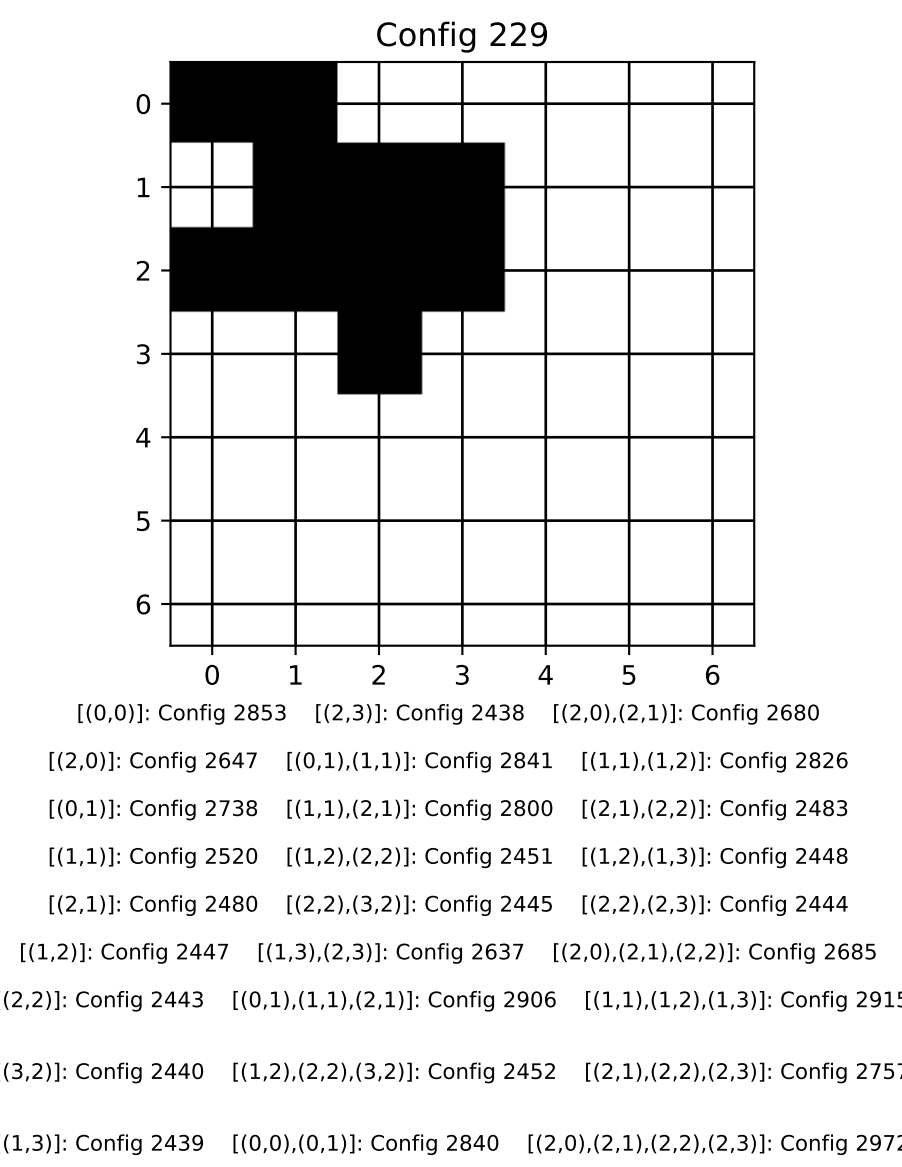 Config 229
0
1
2
3
4
5
6
0 1 2 3 4 5 6
[(0,0)]: Config 2853 [(2,3)]: Config 2438 [(2,0),(2,1)]: Config 2680
[(2,0)]: Config 2647 [(0,1),(1,1)]: Config 2841 [(1,1),(1,2)]: Config 2826
[(0,1)]: Config 2738 [(1,1),(2,1)]: Config 2800 [(2,1),(2,2)]: Config 2483
[(1,1)]: Config 2520 [(1,2),(2,2)]: Config 2451 [(1,2),(1,3)]: Config 2448
[(2,1)]: Config 2480 [(2,2),(3,2)]: Config 2445 [(2,2),(2,3)]: Config 2444
[(1,2)]: Config 2447 [(1,3),(2,3)]: Config 2637 [(2,0),(2,1),(2,2)]: Config 2685
(2,2)]: Config 2443 [(0,1),(1,1),(2,1)]: Config 2906 [(1,1),(1,2),(1,3)]: Config 2915
(3,2)]: Config 2440 [(1,2),(2,2),(3,2)]: Config 2452 [(2,1),(2,2),(2,3)]: Config 2757
(1,3)]: Config 2439 [(0,0),(0,1)]: Config 2840 [(2,0),(2,1),(2,2),(2,3)]: Config 2972